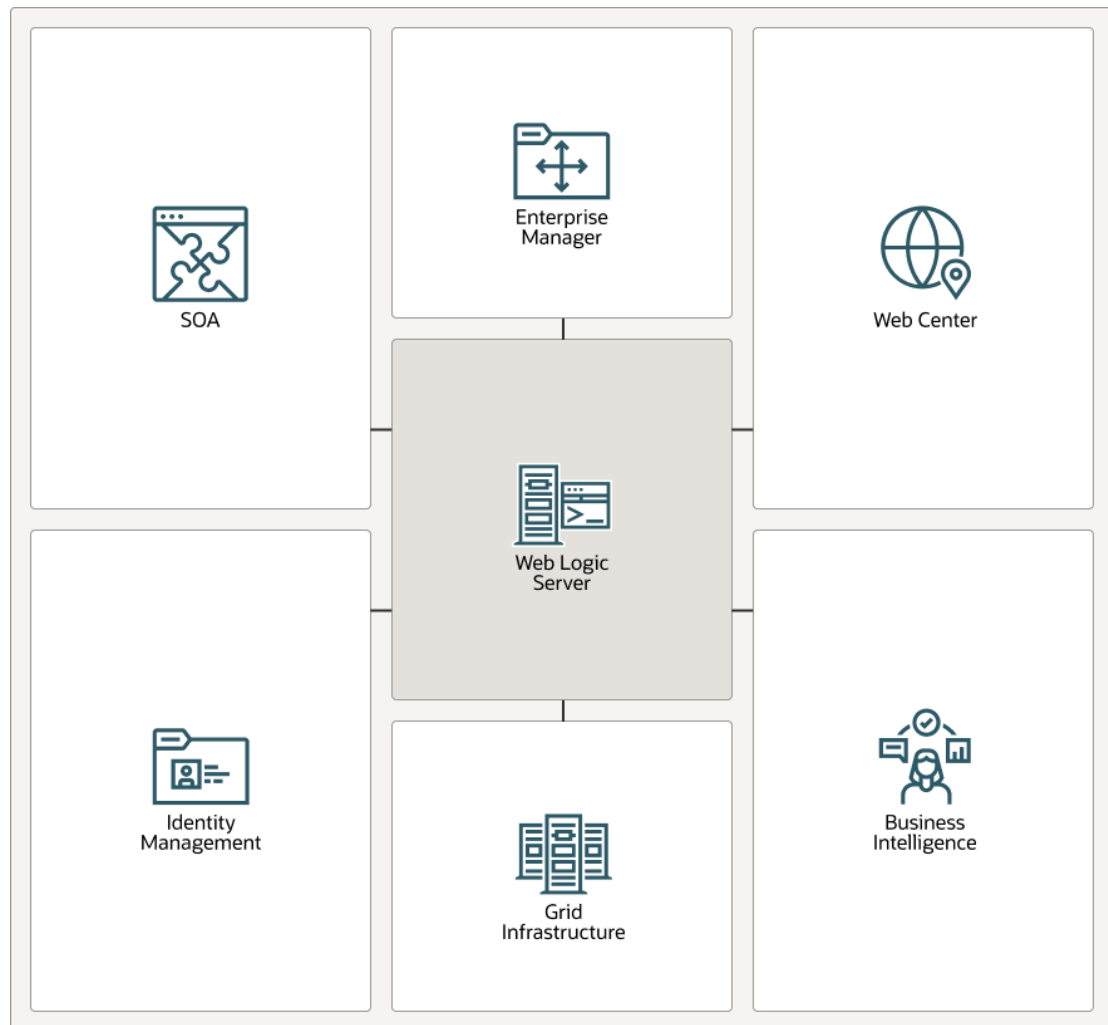 Enterprise
Manager
SOA
Web Center
Web Logic
Server
Identity
Management
Business
Intelligence
Grid
Infrastructure